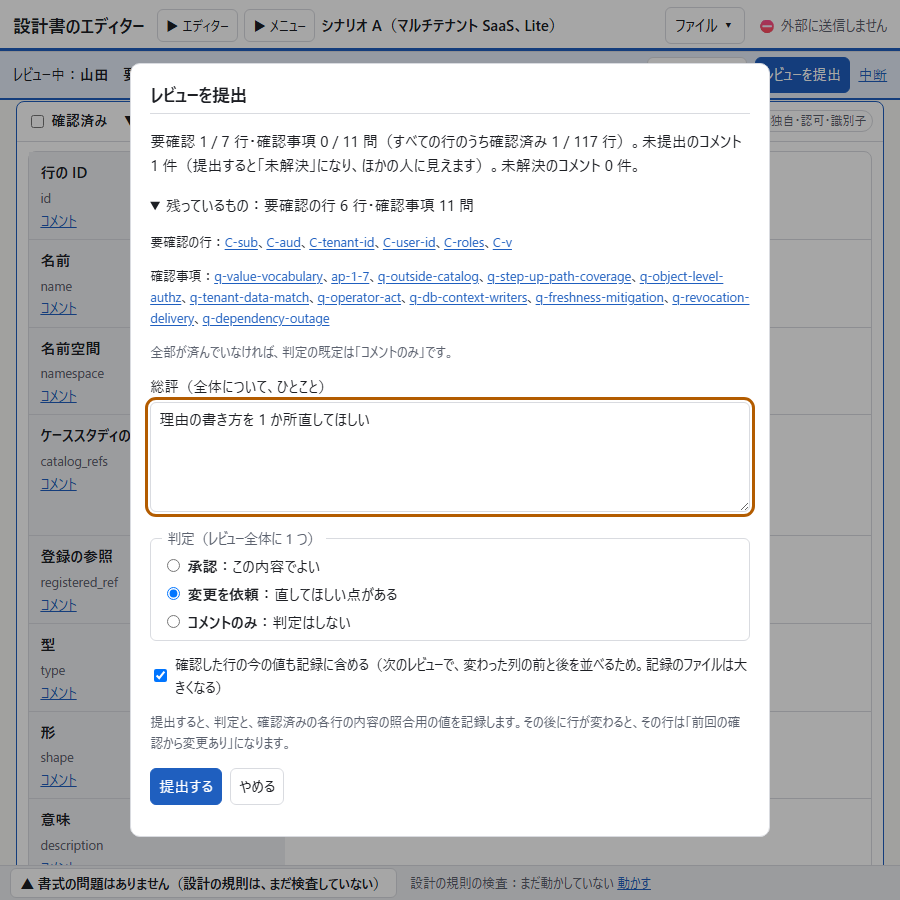 設計書のエディター ▶ エディター ▶ メニュー シナリオ A（マルチテナント SaaS、Lite） ファイル ▼ 外部に送信しません
レビュー中：山田
レビューを提出 中断
確認済み
独自・認可・識別子
行の ID
id
コメント
名前
name
コメント
名前空間
namespace
コメント
ケーススタディの
catalog_refs
コメント
登録の参照
registered_ref
コメント
型
type
コメント
形
shape
コメント
意味
description
レビューを提出
要確認 1 / 7 行・確認事項 0 / 11 問（すべての行のうち確認済み 1 / 117 行）。未提出のコメント
1 件（提出すると「未解決」になり、ほかの人に見えます）。未解決のコメント 0 件。
▼ 残っているもの：要確認の行 6 行・確認事項 11 問
要確認の行：C-sub、C-aud、C-tenant-id、C-user-id、C-roles、C-v
確認事項：q-value-vocabulary、ap-1-7、q-outside-catalog、q-step-up-path-coverage、q-object-level-
authz、q-tenant-data-match、q-operator-act、q-db-context-writers、q-freshness-mitigation、q-revocation-
delivery、q-dependency-outage
全部が済んでいなければ、判定の既定は「コメントのみ」です。
総評（全体について、ひとこと）
理由の書き方を 1 か所直してほしい
判定（レビュー全体に 1 つ）
承認：この内容でよい
変更を依頼：直してほしい点がある
コメントのみ：判定はしない
確認した行の今の値も記録に含める（次のレビューで、変わった列の前と後を並べるため。記録のファイルは大
きくなる）
提出すると、判定と、確認済みの各行の内容の照合用の値を記録します。その後に行が変わると、その行は「前回の確
認から変更あり」になります。
提出する やめる
▲ 書式の問題はありません（設計の規則は、まだ検査していない） 設計の規則の検査：まだ動かしていない 動かす